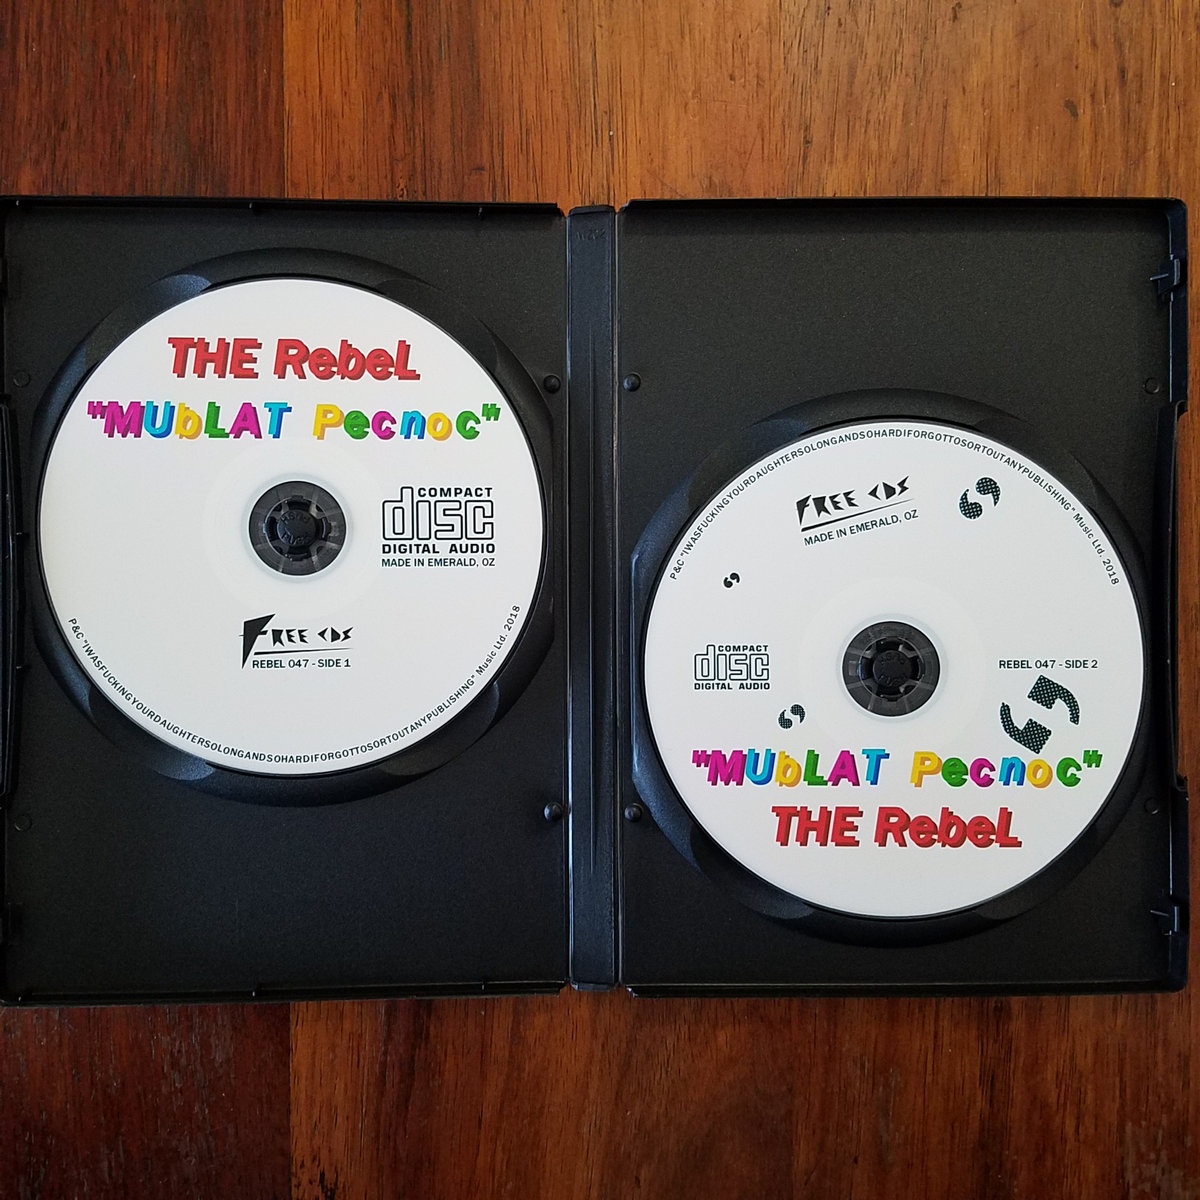 THE RebeL
"MUbLAT Pecnoc"
COMPACT
disc
DIGITAL AUDIO
MADE IN EMERALD, OZ
FREE CDS
REBEL 047 - SIDE 1
P&C "IWASFUCKINGYOURDAUGHTERSOLONGANDSOHARDIFORGOTTOSORTOUTANYPUBLISHING" Music Ltd. 2018
P&C "IWASFUCKINGYOURDAUGHTERSOLONGANDSOHARDIFORGOTTOSORTOUTANYPUBLISHING" Music Ltd. 2018
FREE CDS
MADE IN EMERALD, OZ
COMPACT
disc
DIGITAL AUDIO
REBEL 047 - SIDE 2
"MUbLAT Pecnoc"
THE RebeL